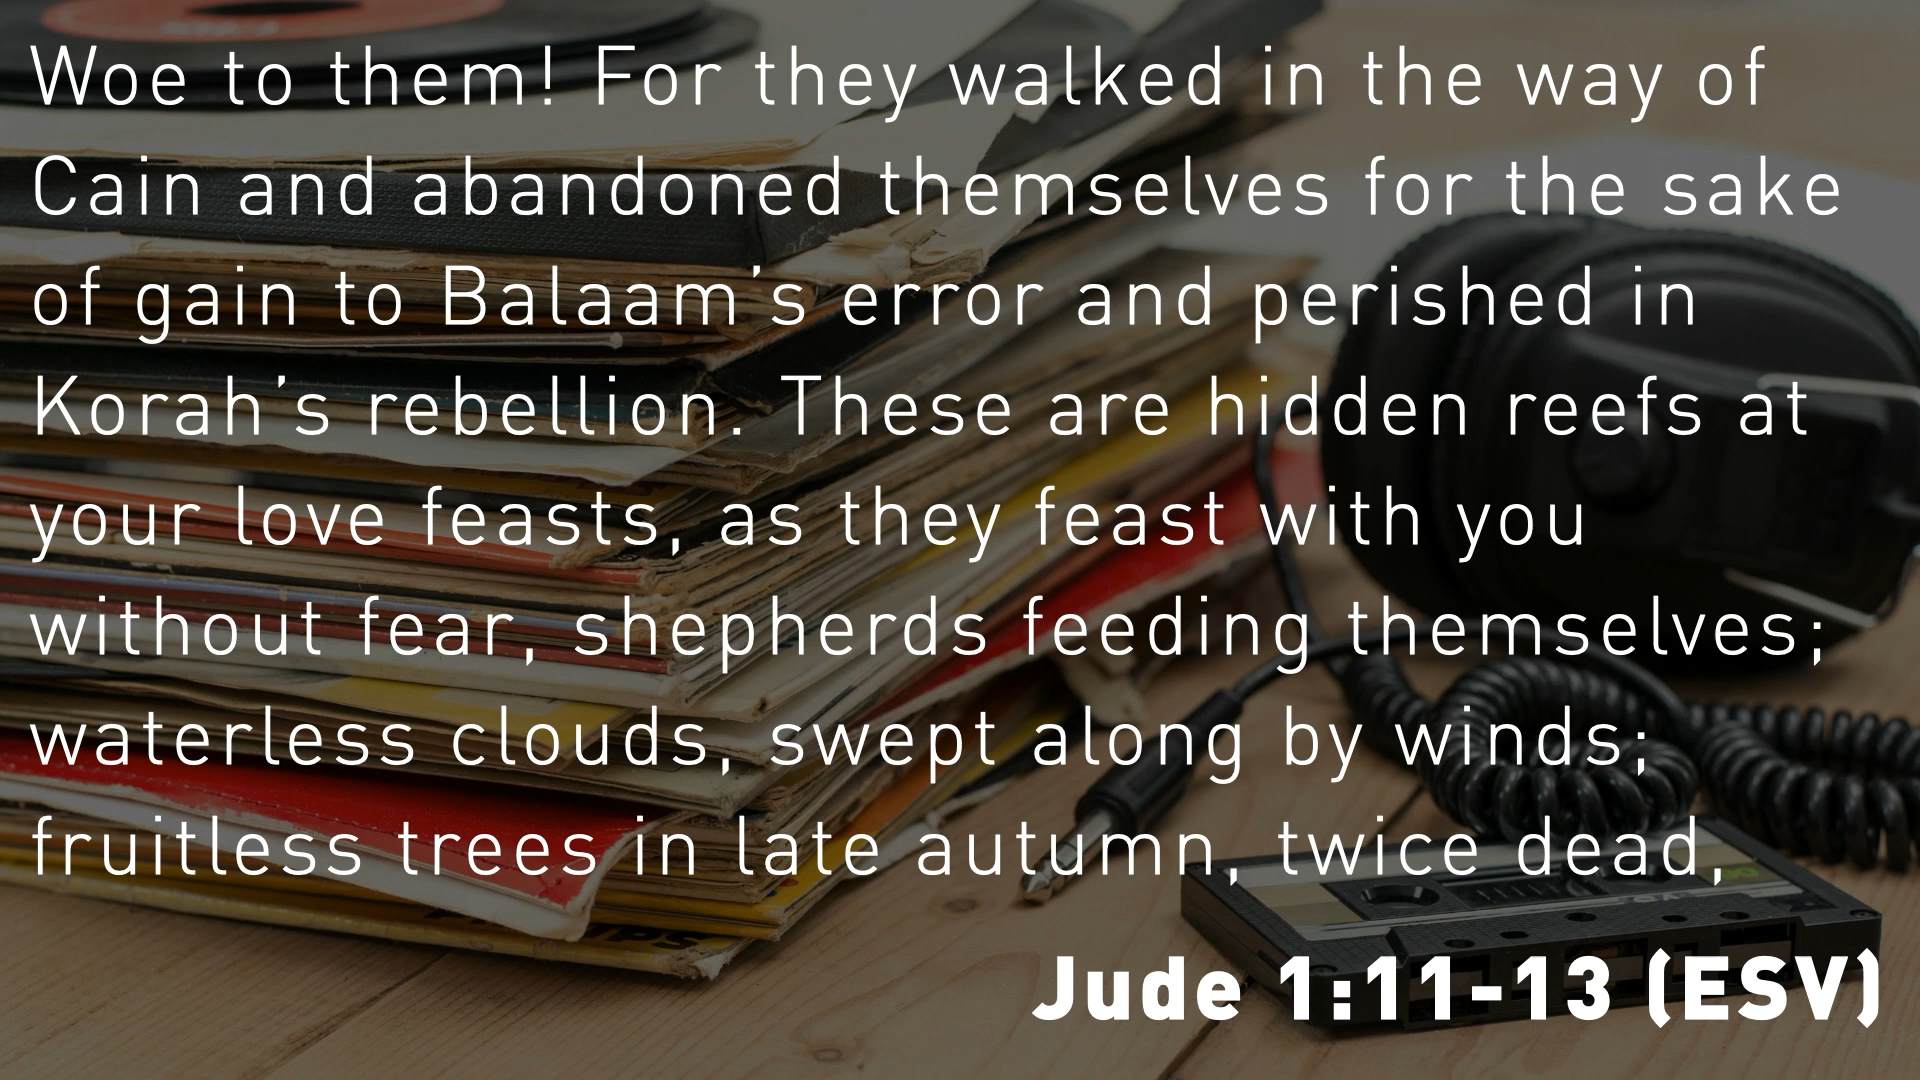 Woe to them! For they walked in the way of
Cain and abandoned themselves for the sake
of gain to Balaam’s error and perished in
Korah’s rebellion. These are hidden reefs at
your love feasts, as they feast with you
without fear, shepherds feeding themselves;
waterless clouds, swept along by winds;
fruitless trees in late autumn, twice dead,
Jude 1:11-13 (ESV)